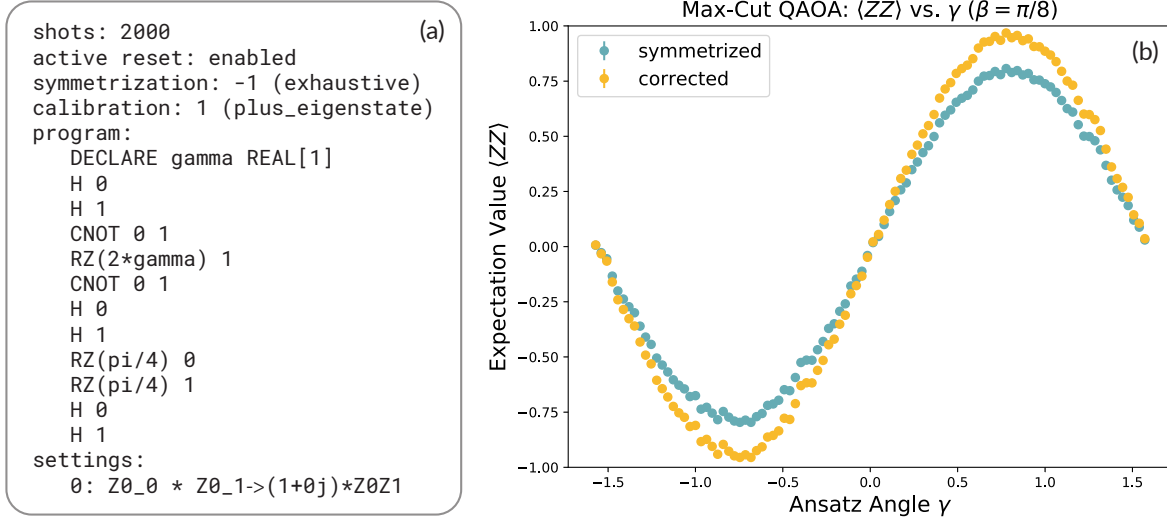 (a)
shots: 2000
active reset: enabled
symmetrization: -1 (exhaustive)
calibration: 1 (plus_eigenstate)
program:
DECLARE gamma REAL[1]
H 0
H 1
CNOT 0 1
RZ(2*gamma) 1
CNOT 0 1
H 0
H 1
RZ(pi/4) 0
RZ(pi/4) 1
H 0
H 1
settings:
0: Z0_0 * Z0_1->(1+0j)*Z0Z1
Max-Cut QAOA: ⟨ZZ⟩ vs. γ (β = π/8)
(b)
symmetrized
corrected
Expectation Value ⟨ZZ⟩
1.00
0.75
0.50
0.25
0.00
−0.25
−0.50
−0.75
−1.00
−1.5
−1.0
−0.5
0.0
0.5
1.0
1.5
Ansatz Angle γ